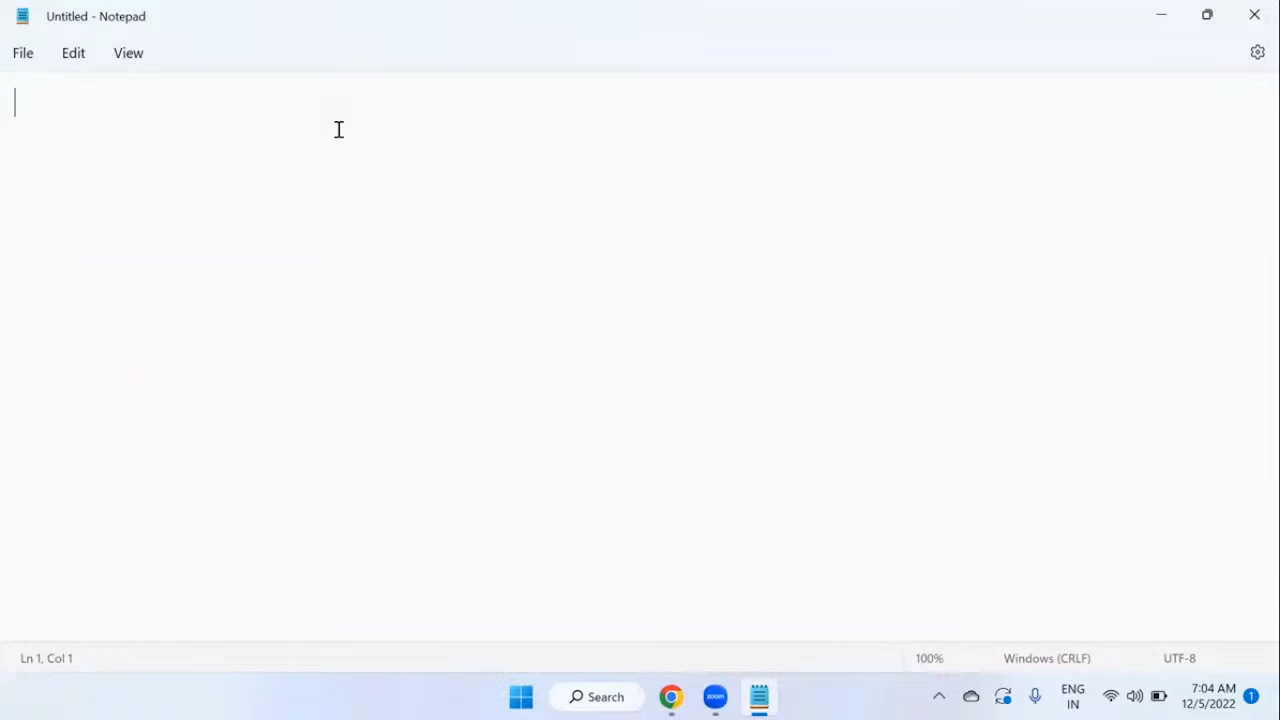 Untitled - Notepad
File Edit View
Ln 1, Col 1 100% Windows (CRLF) UTF-8
Search zoom ENG IN 7:04 AM 12/5/2022 1